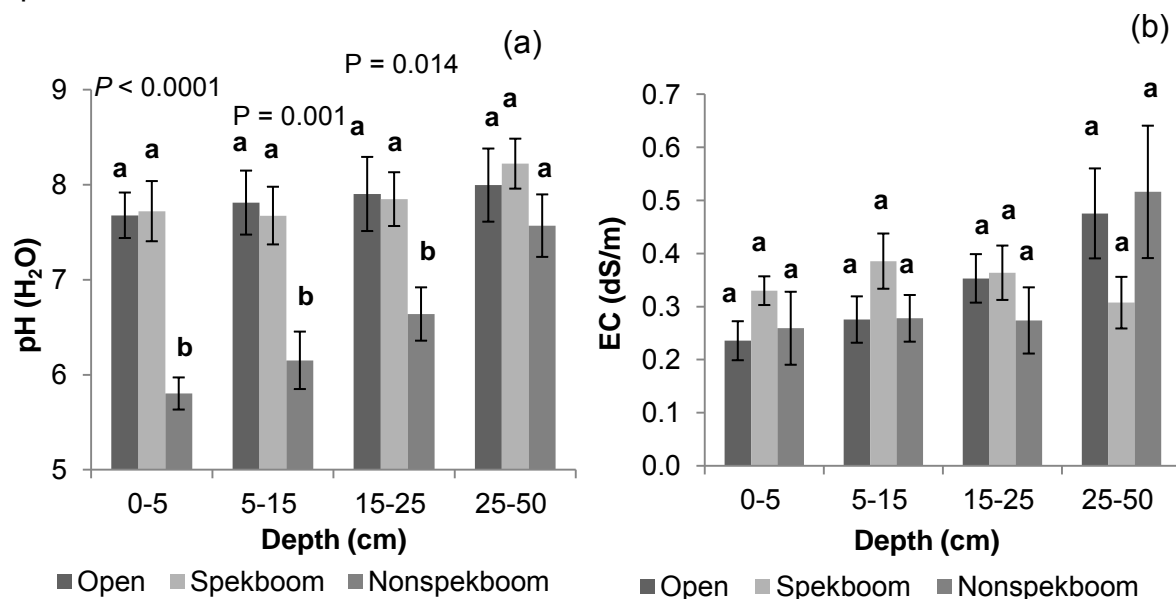 (a)
P = 0.014
P < 0.0001
P = 0.001
9
8
7
6
5
pH (H₂O)
a a b
a a b
a a b
a a a
0-5 5-15 15-25 25-50
Depth (cm)
Open Spekboom Nonspekboom
(b)
0.7
0.6
0.5
0.4
0.3
0.2
0.1
0.0
EC (dS/m)
a a a
a a a
a a a
a a
0-5 5-15 15-25 25-50
Depth (cm)
Open Spekboom Nonspekboom